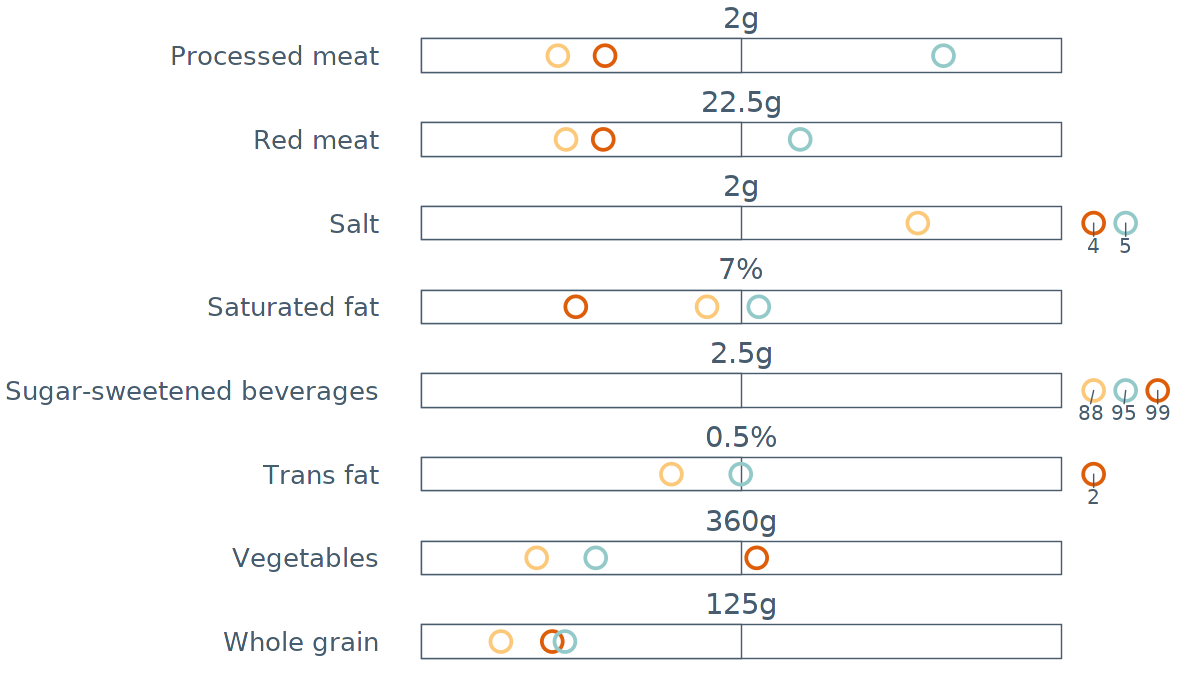 2g
Processed meat
22.5g
Red meat
2g
Salt
4 5
7%
Saturated fat
2.5g
Sugar-sweetened beverages
88 95 99
0.5%
Trans fat
2
360g
Vegetables
125g
Whole grain